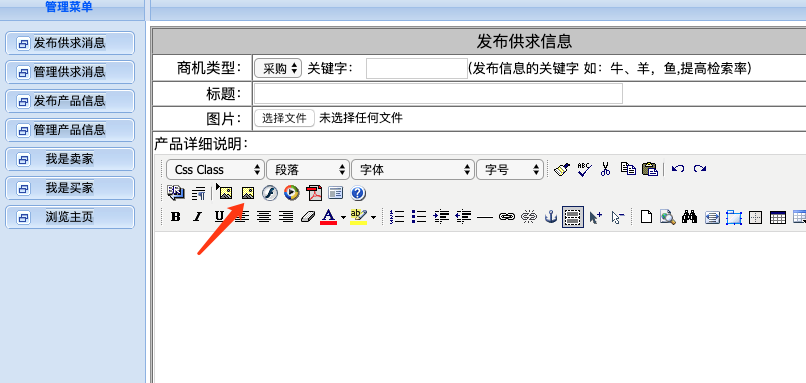 管理菜单
发布供求消息
管理供求消息
发布产品信息
管理产品信息
我是卖家
我是买家
浏览主页
发布供求信息
商机类型： 采购 关键字： (发布信息的关键字 如：牛、羊，鱼,提高检索率)
标题：
图片： 选择文件 未选择任何文件
产品详细说明：
Css Class 段落 字体 字号 ABC
BR
B I U A ab